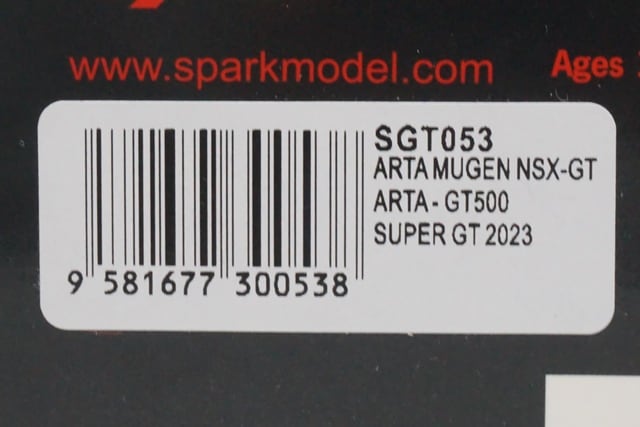 www.sparkmodel.com
Ages
SGT053
ARTA MUGEN NSX-GT
ARTA - GT500
SUPER GT 2023
9 581677 300538